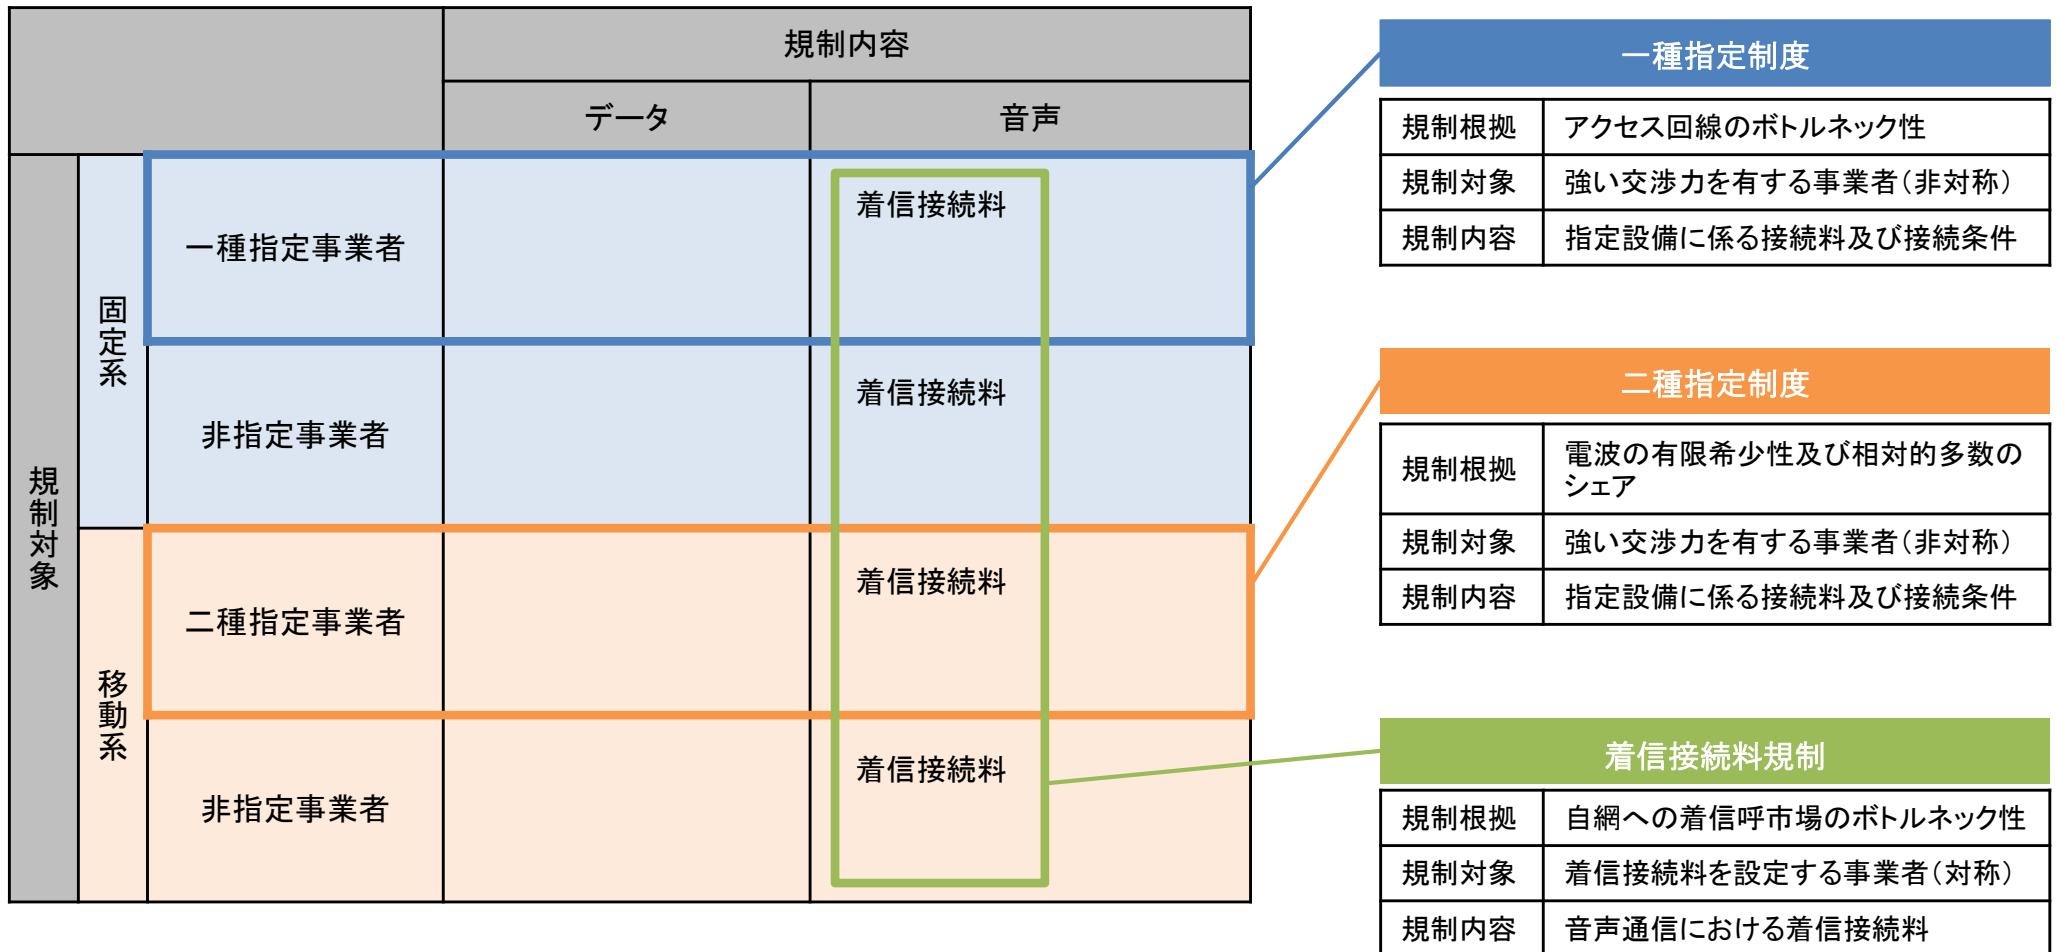 規制内容
データ
音声
規制対象
固定系
一種指定事業者
着信接続料
非指定事業者
着信接続料
移動系
二種指定事業者
着信接続料
非指定事業者
着信接続料
一種指定制度
規制根拠 アクセス回線のボトルネック性
規制対象 強い交渉力を有する事業者（非対称）
規制内容 指定設備に係る接続料及び接続条件
二種指定制度
規制根拠 電波の有限希少性及び相対的多数の
シェア
規制対象 強い交渉力を有する事業者（非対称）
規制内容 指定設備に係る接続料及び接続条件
着信接続料規制
規制根拠 自網への着信呼市場のボトルネック性
規制対象 着信接続料を設定する事業者（対称）
規制内容 音声通信における着信接続料